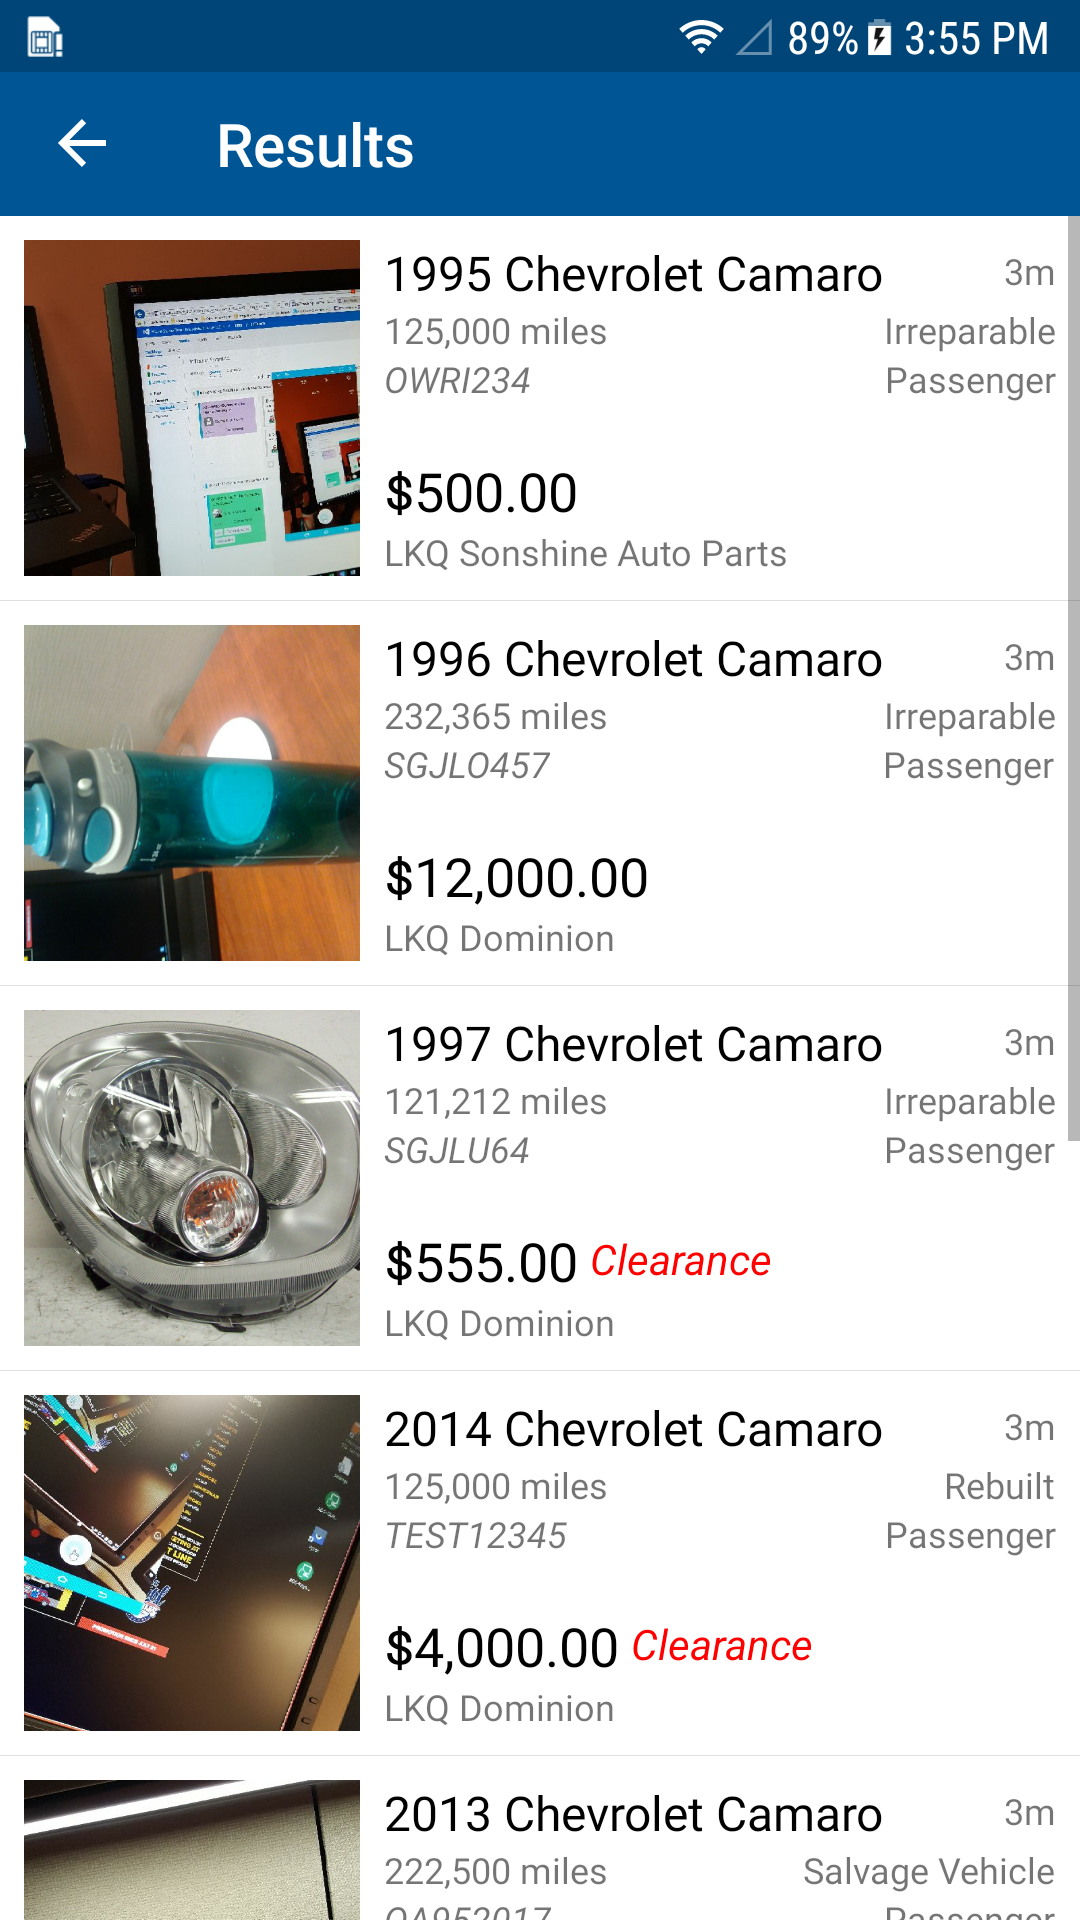 89% 3:55 PM
Results
1995 Chevrolet Camaro 3m
125,000 miles Irreparable
OWRI234 Passenger
$500.00
LKQ Sonshine Auto Parts
1996 Chevrolet Camaro 3m
232,365 miles Irreparable
SGJLO457 Passenger
$12,000.00
LKQ Dominion
1997 Chevrolet Camaro 3m
121,212 miles Irreparable
SGJLU64 Passenger
$555.00 Clearance
LKQ Dominion
2014 Chevrolet Camaro 3m
125,000 miles Rebuilt
TEST12345 Passenger
$4,000.00 Clearance
LKQ Dominion
2013 Chevrolet Camaro 3m
222,500 miles Salvage Vehicle
Passenger